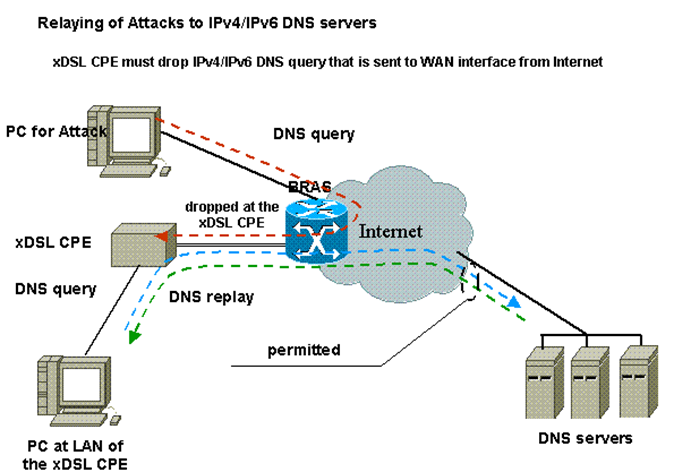 Relaying of Attacks to IPv4/IPv6 DNS servers
xDSL CPE must drop IPv4/IPv6 DNS query that is sent to WAN interface from Internet
PC for Attack
DNS query
BRAS
dropped at the
xDSL CPE
Internet
xDSL CPE
DNS query
DNS replay
permitted
DNS servers
PC at LAN of
the xDSL CPE